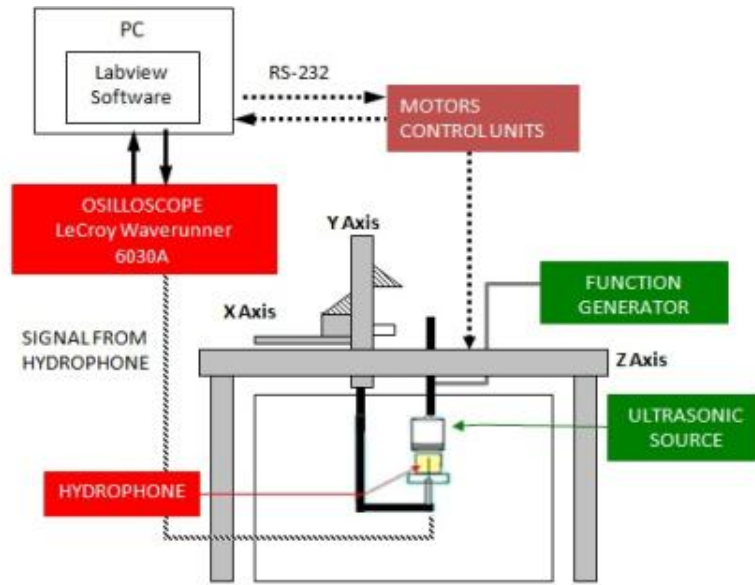 PC
Labview
Software
RS-232
MOTORS
CONTROL UNITS
OSILLOSCOPE
LeCroy Waverunner
6030A
Y Axis
FUNCTION
GENERATOR
X Axis
SIGNAL FROM
HYDROPHONE
Z Axis
ULTRASONIC
SOURCE
HYDROPHONE